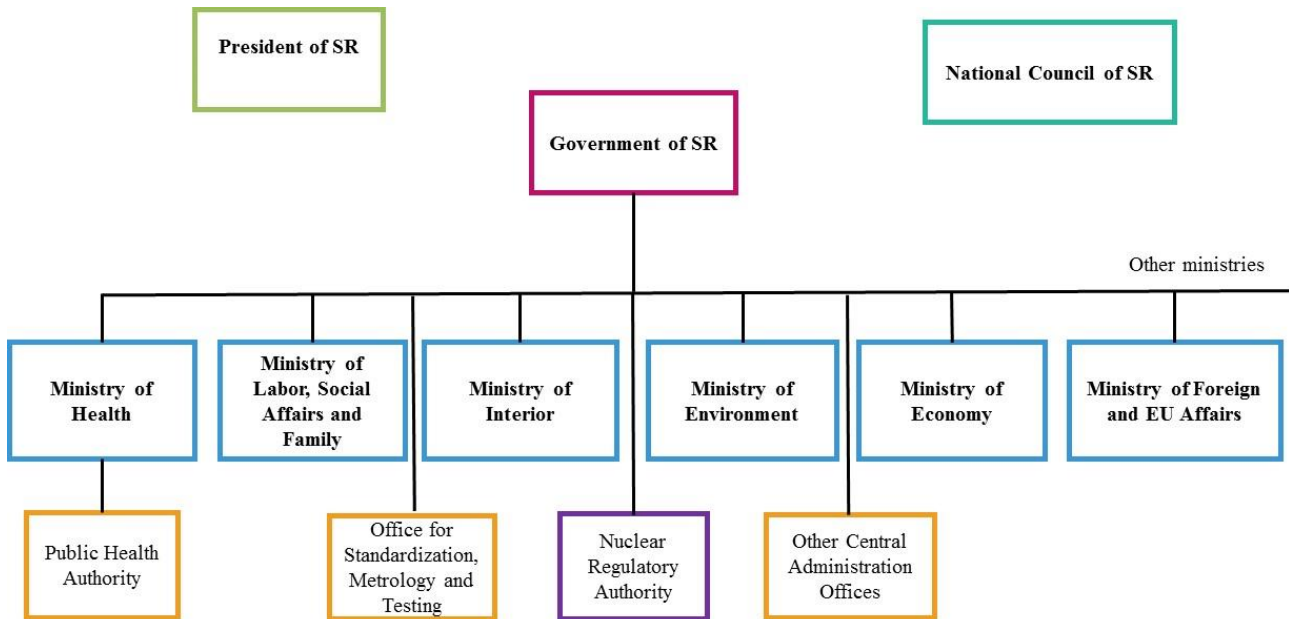 President of SR
National Council of SR
Government of SR
Other ministries
Ministry of
Health
Ministry of
Labor, Social
Affairs and
Family
Ministry of
Interior
Ministry of
Environment
Ministry of
Economy
Ministry of Foreign
and EU Affairs
Public Health
Authority
Office for
Standardization,
Metrology and
Testing
Nuclear
Regulatory
Authority
Other Central
Administration
Offices